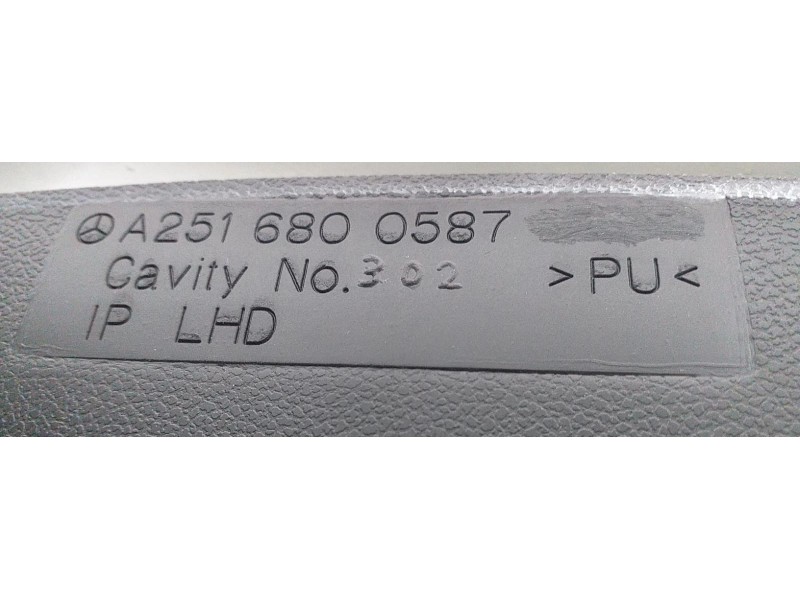 A251 680 0587
Cavity No. 302 >PU<
IP LHD